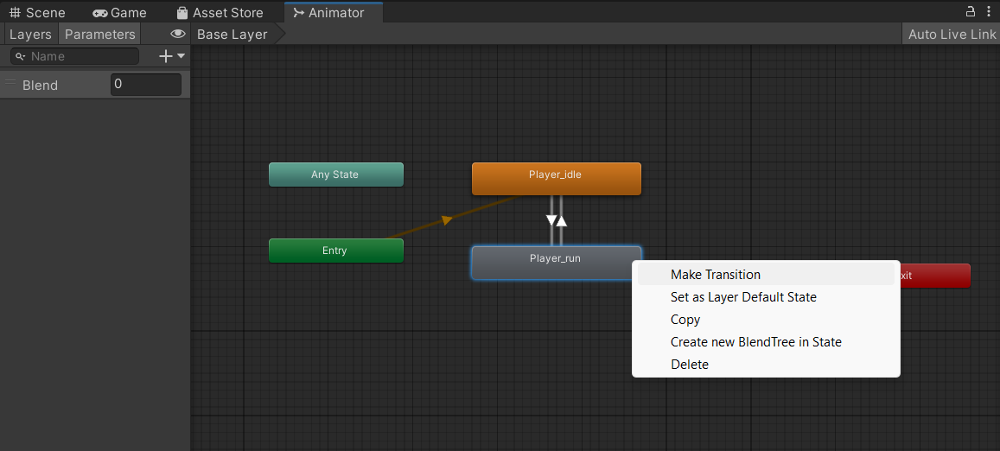 Scene Game Asset Store Animator
Layers Parameters Base Layer Auto Live Link
Name
Blend 0
Any State
Player_idle
Entry
Player_run
xit
Make Transition
Set as Layer Default State
Copy
Create new BlendTree in State
Delete